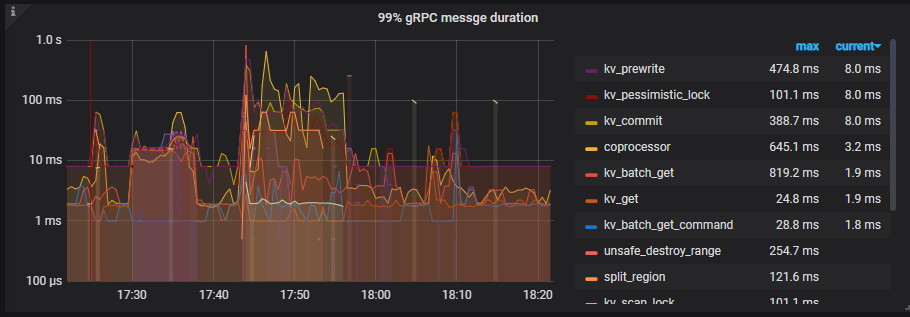 i
99% gRPC messge duration
1.0 s
100 ms
10 ms
1 ms
100 µs
17:30 17:40 17:50 18:00 18:10 18:20
max current
kv_prewrite 474.8 ms 8.0 ms
kv_pessimistic_lock 101.1 ms 8.0 ms
kv_commit 388.7 ms 8.0 ms
coprocessor 645.1 ms 3.2 ms
kv_batch_get 819.2 ms 1.9 ms
kv_get 24.8 ms 1.9 ms
kv_batch_get_command 28.8 ms 1.8 ms
unsafe_destroy_range 254.7 ms
split_region 121.6 ms
kv_scan_lock 101.1 ms